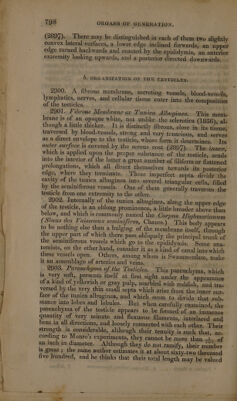 798 ORGANS OF GENERATION.
(2897). There may be distinguished in each of them two slightly
convex lateral surfaces, a lower edge inclined forwards, an upper
edge turned backwards and coasted by the epididymis, an anterior
extremity looking upwards, and a posterior directed downwards.
A. ORGANIZATION OF THE TESTICLES.
2900. A fibrous membrane, secreting vessels, blood-vessels,
lymphatics, nerves, and cellular tissue enter into the composition
of the testicles.
2901. Fibrous Membrane or Tunica Albuginea. This mem-
brane is of an opaque white, tint unlike the sclerotica (1856), al-
though a little thicker. It is distinctly fibrous, close in its tissue,
traversed by blood-vessels, strong and very tenacious, and serves
as a direct envelope to the testicle, whose form it determines. Its
outer surface is covered by the serous coat (2897). The inner,
which is applied upon the proper substance of the testicle, sends
into the interior of the latter a great number of filiform or flattened
prolongations, which all direct themselves towards its posterior
edge, where they terminate. These imperfect septa divide the
cavity of the tunica albuginea into several triangular cells, filled
by the seminiferous vessels. One of them generally traverses the
testicle from one extremity to the other.
2902. Internally of the tunica albuginea, along the upper edge
of the testicle, is an oblong prominence, a little broader above than
below, and which is commonly named the Corpus Highmorianum
(Sinus des Vaisseaux séminifères, Chauss.) This body appears
to be nothing else than a bulging of the membrane itself, through
the upper part of which there pass obliquely the principal trunks of
the seminiferous vessels which go to the epididymis. Some ana-
tomists, on the other hand, consider it as a kind of canal into which
these vessels open. Others, among whom is Swammerdam, make
it an assemblage of arteries and veins.
2903. Parenchyma of the Testicles. This parenchyma, which
is very soft, presents itself at first sight under the appearance
of a kind of yellowish or gray pulp, marbled with reddish, and tra-
versed by the very thin small septa which arise from the inner sur-
face of the tunica albuginea, and which seem to divide that sub-
stance into lobes and lobules. But when carefully examined, the
parenchyma of the testicle appears to be formed of an immense
quantity of very minute and flexuous filaments, interlaced and
bent in all directions, and loosely connected with each other. Their
strength is considerable, although their tenuity is such that, ac-
cording to Monro's experiments, they cannot be more than of
an inch in diameter. Although they do not ramify, their number
is great; the same author estimates it at about sixty-two thousand
five hundred, and he thinks that their total length may be valued